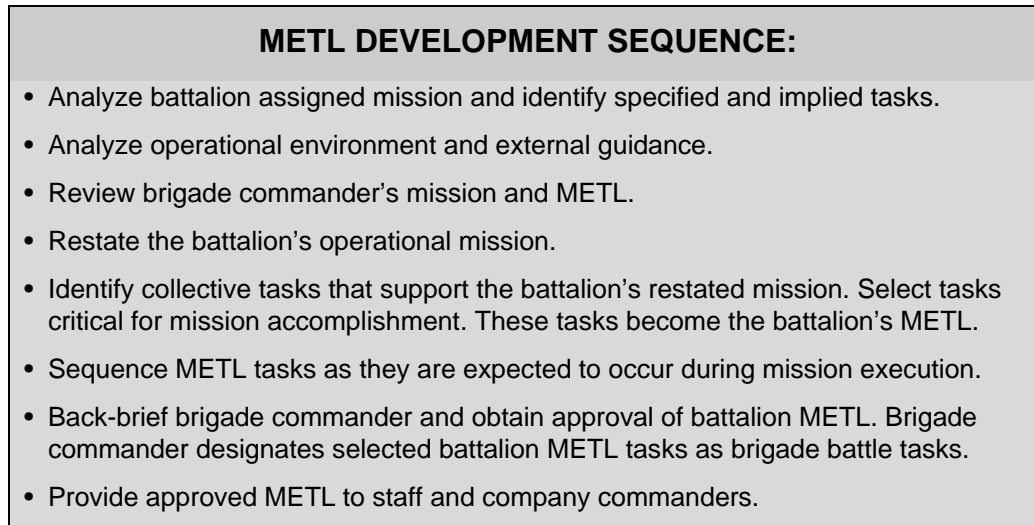 METL DEVELOPMENT SEQUENCE:
• Analyze battalion assigned mission and identify specified and implied tasks.
• Analyze operational environment and external guidance.
• Review brigade commander’s mission and METL.
• Restate the battalion’s operational mission.
• Identify collective tasks that support the battalion’s restated mission. Select tasks
critical for mission accomplishment. These tasks become the battalion’s METL.
• Sequence METL tasks as they are expected to occur during mission execution.
• Back-brief brigade commander and obtain approval of battalion METL. Brigade
commander designates selected battalion METL tasks as brigade battle tasks.
• Provide approved METL to staff and company commanders.